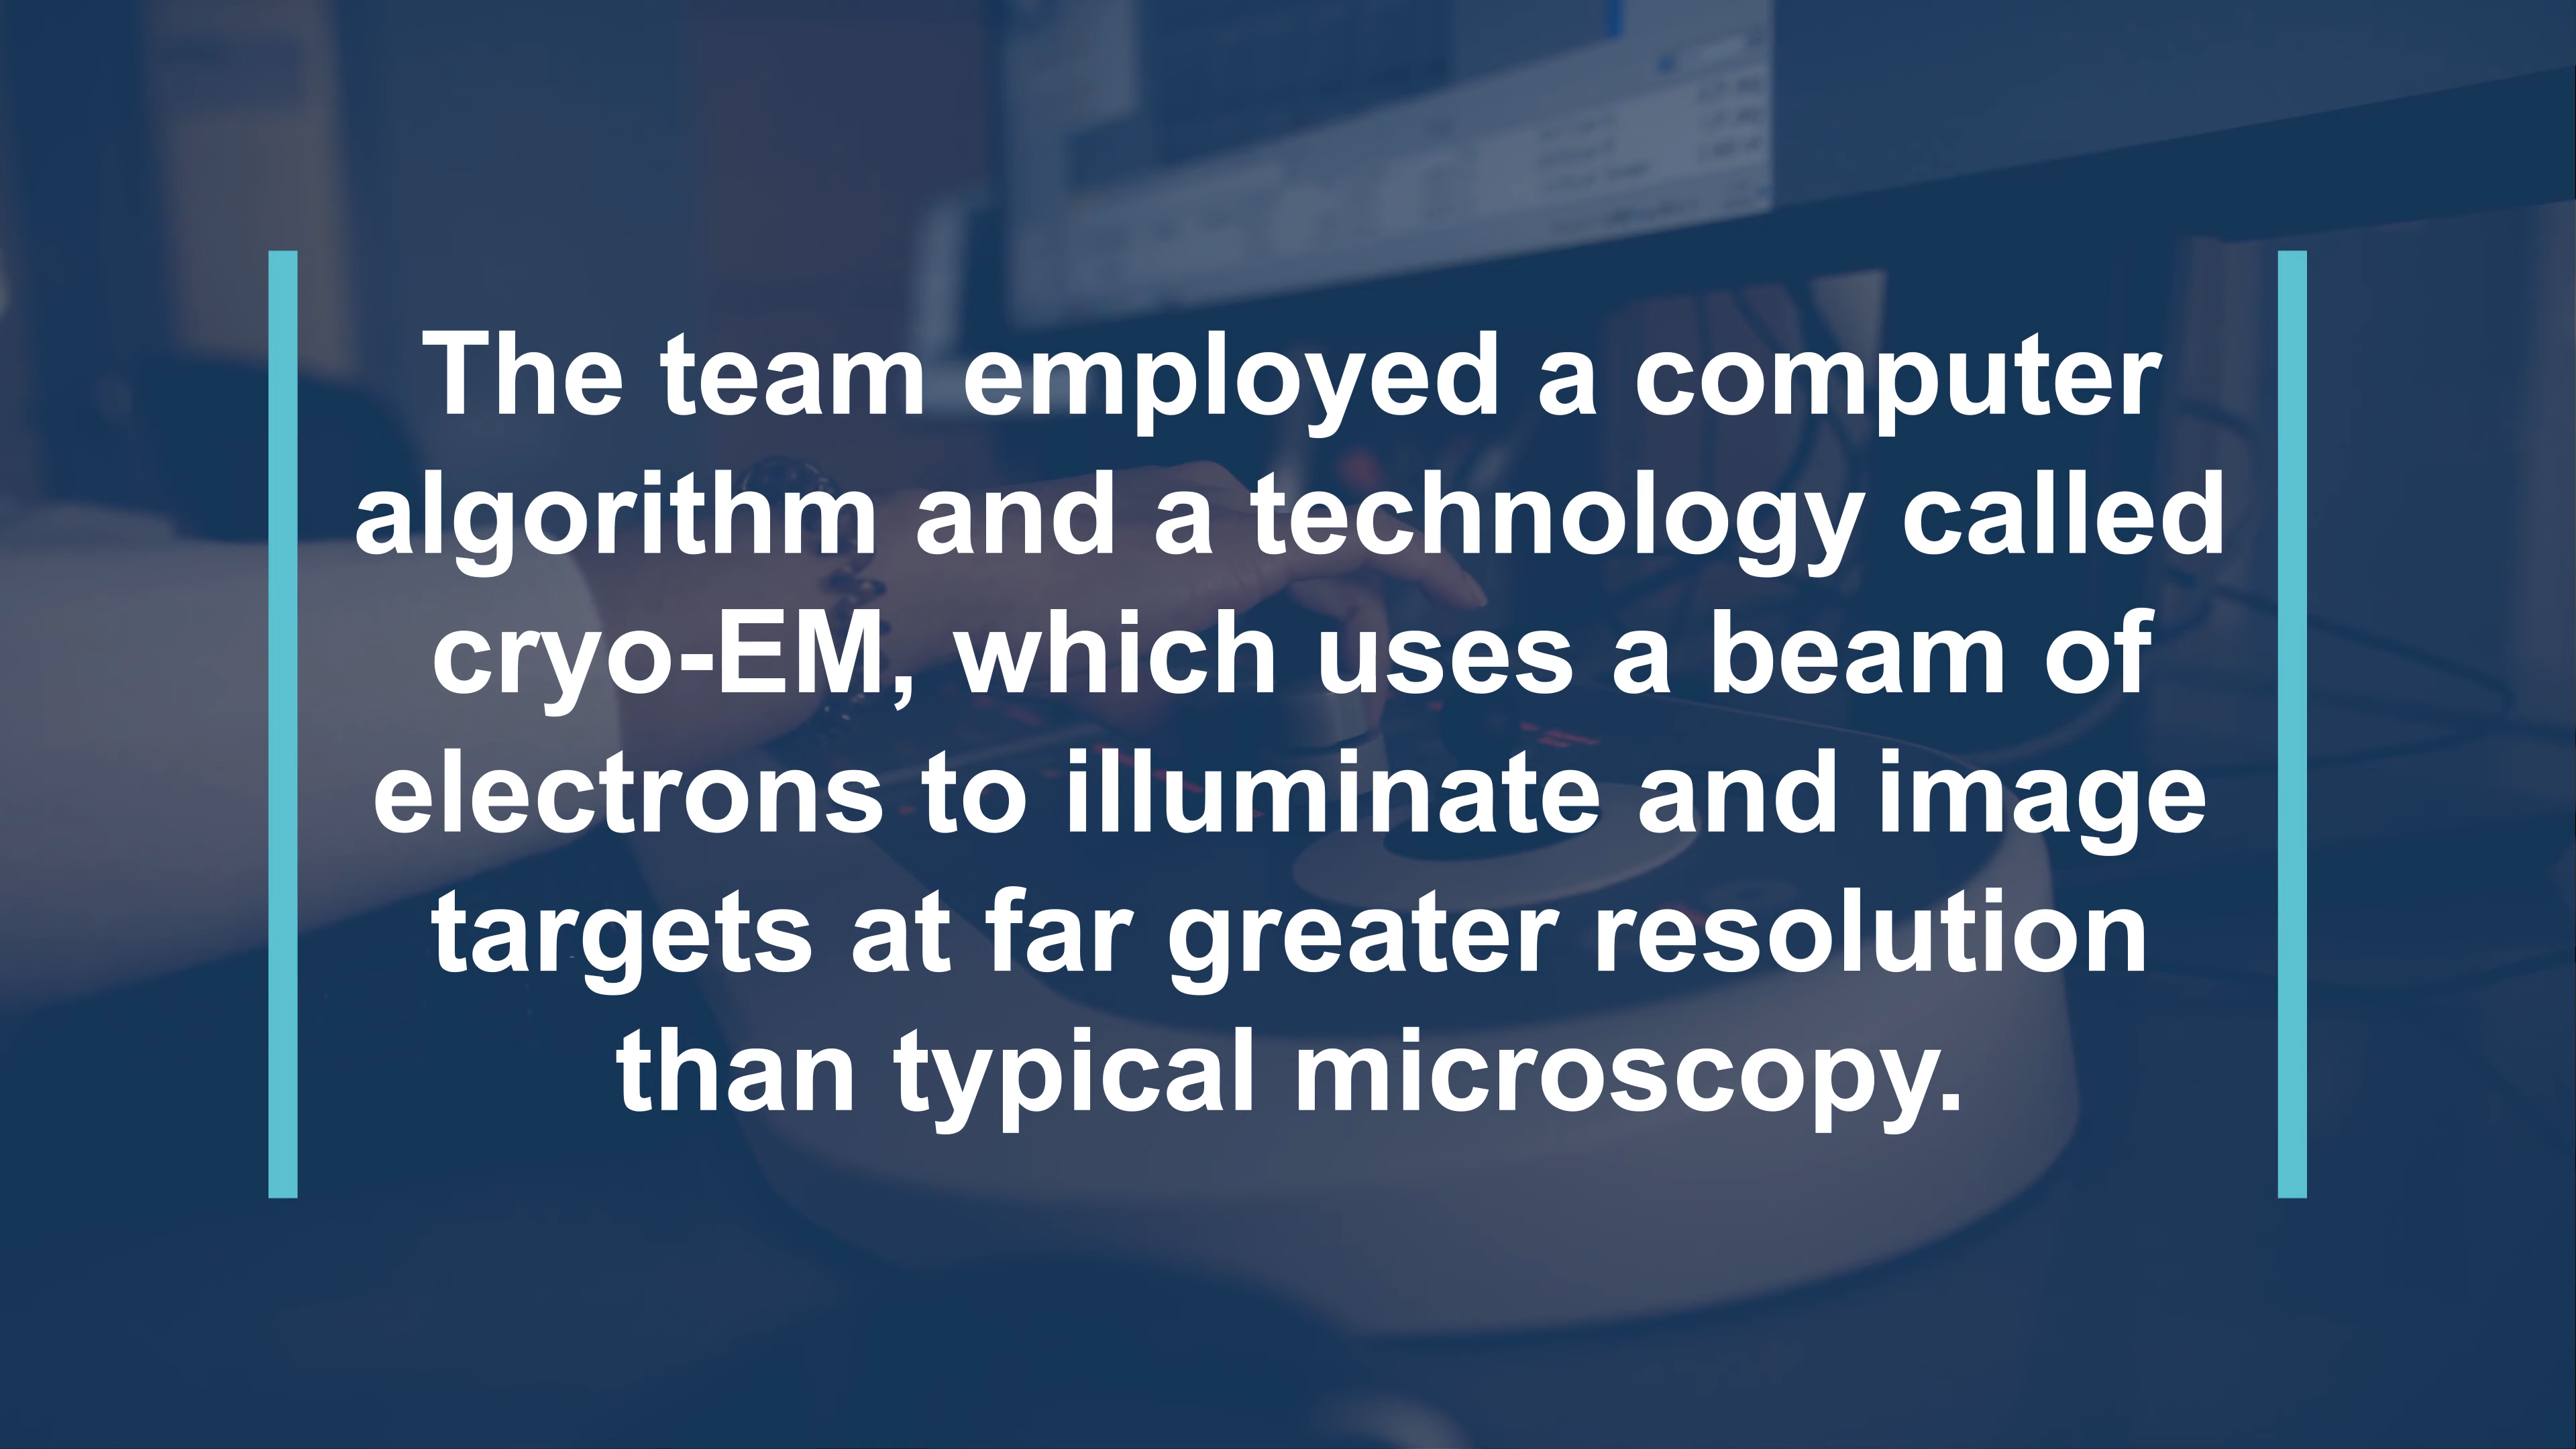 The team employed a computer
algorithm and a technology called
cryo-EM, which uses a beam of
electrons to illuminate and image
targets at far greater resolution
than typical microscopy.